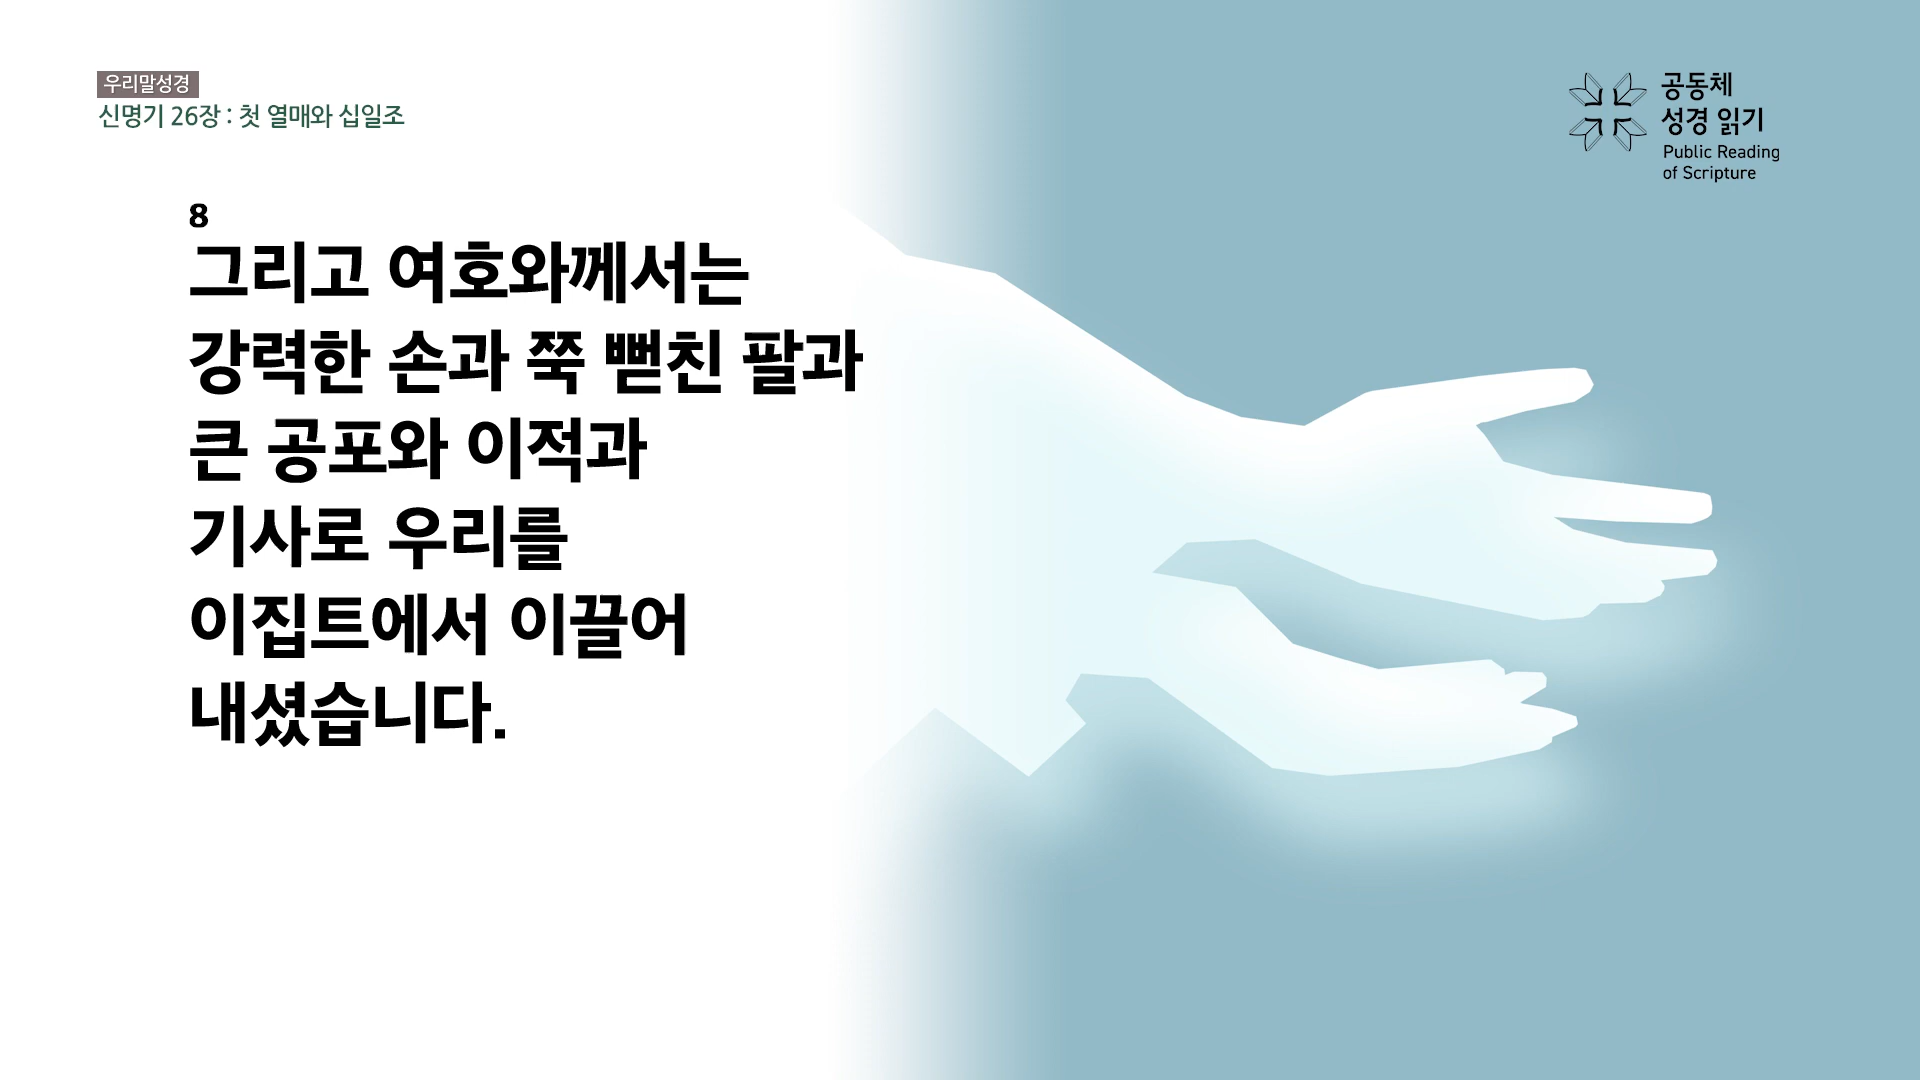 우리말성경
신명기 26장 : 첫 열매와 십일조
공동체
성경 읽기
Public Reading
of Scripture
8
그리고 여호와께서는
강력한 손과 쭉 뻗친 팔과
큰 공포와 이적과
기사로 우리를
이집트에서 이끌어
내셨습니다.